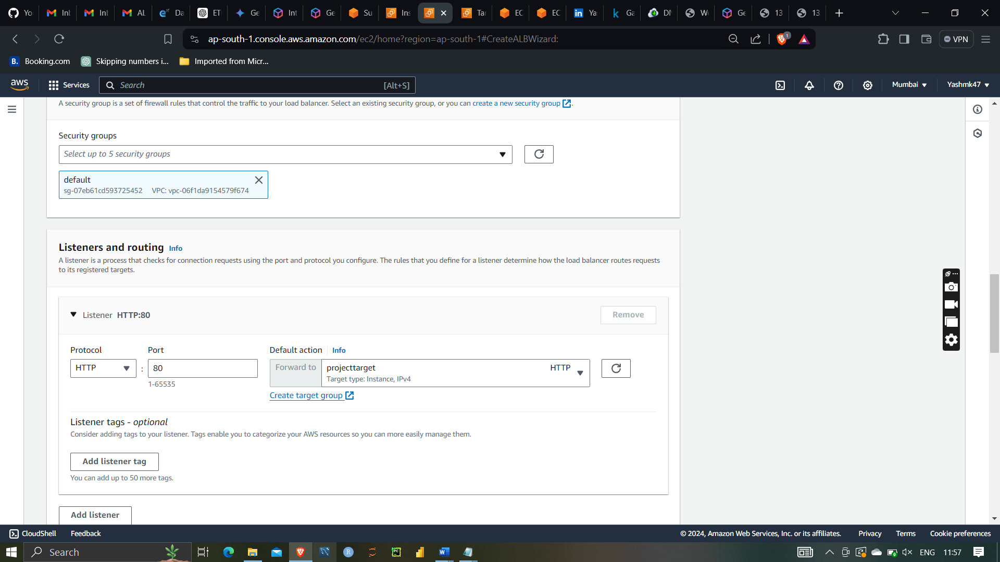 Yo
Inb
Inb
AL
Da
ETI
Ge
Int
Ge
Su
Ins
Tar
EC
EC
Ya
Ga
DN
W
Ge
13
13
ap-south-1.console.aws.amazon.com/ec2/home?region=ap-south-1#CreateALBWizard:
1
VPN
B. Booking.com
Skipping numbers i...
Imported from Micr...
aws
Services
Search
[Alt+S]
Mumbai
Yashmk47
A security group is a set of firewall rules that control the traffic to your load balancer. Select an existing security group, or you can create a new security group .
Security groups
Select up to 5 security groups
default
sg-07eb61cd593725452 VPC: vpc-06f1da9154579f674
Listeners and routing Info
A listener is a process that checks for connection requests using the port and protocol you configure. The rules that you define for a listener determine how the load balancer routes requests
to its registered targets.
Listener HTTP:80
Remove
Protocol
Port
Default action
Info
HTTP
:
80
1-65535
Forward to
projecttarget
HTTP
Target type: Instance, IPv4
Create target group
Listener tags - optional
Consider adding tags to your listener. Tags enable you to categorize your AWS resources so you can more easily manage them.
Add listener tag
You can add up to 50 more tags.
Add listener
CloudShell
Feedback
© 2024, Amazon Web Services, Inc. or its affiliates.
Privacy
Terms
Cookie preferences
Search
ENG
11:57